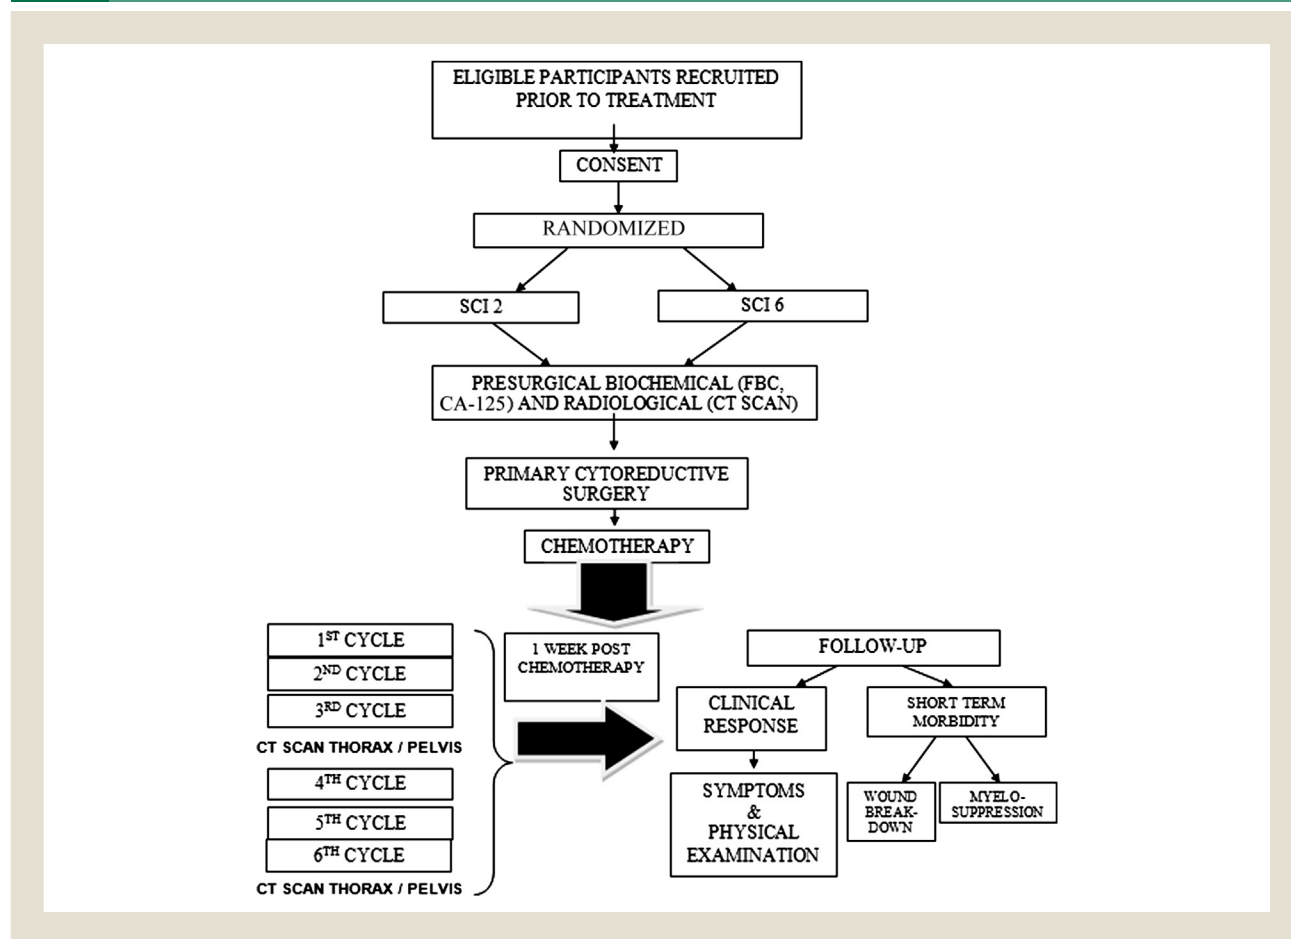 ELIGIBLE PARTICIPANTS RECRUITED
PRIOR TO TREATMENT
CONSENT
RANDOMIZED
SCI 2
SCI 6
PRESURGICAL BIOCHEMICAL (FBC,
CA-125) AND RADIOLOGICAL (CT SCAN)
PRIMARY CYTOREDUCTIVE
SURGERY
CHEMOTHERAPY
1ST CYCLE
2ND CYCLE
3RD CYCLE
CT SCAN THORAX / PELVIS
4TH CYCLE
5TH CYCLE
6TH CYCLE
CT SCAN THORAX / PELVIS
1 WEEK POST
CHEMOTHERAPY
FOLLOW-UP
CLINICAL
RESPONSE
SHORT TERM
MORBIDITY
SYMPTOMS
&
PHYSICAL
EXAMINATION
WOUND
BREAK-
DOWN
MYELO-
SUPPRESSION